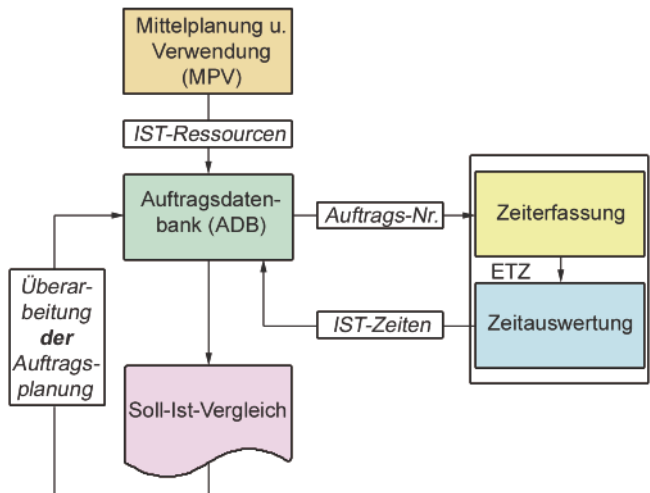 Mittelplanung u.
Verwendung
(MPV)
IST-Ressourcen
Auftragsdaten-
bank (ADB)
Auftrags-Nr.
Zeiterfassung
ETZ
Zeitauswertung
IST-Zeiten
Überar-
beitung
der
Auftrags-
planung
Soll-Ist-Vergleich